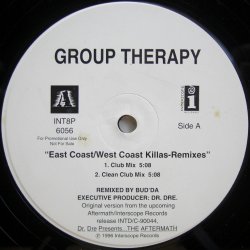 GROUP THERAPY
INT8P
6056
For Promotional Use Only
Not For Sale
Side A
"East Coast/West Coast Killas-Remixes"
1. Club Mix 5:08
2. Clean Club Mix 5:08
REMIXED BY BUD'DA
EXECUTIVE PRODUCER: DR. DRE.
Original version from the upcoming
Aftermath/Interscope Records
release INTD/C-90044,
Dr. Dre Presents...THE AFTERMATH
℗ 1996 Interscope Records